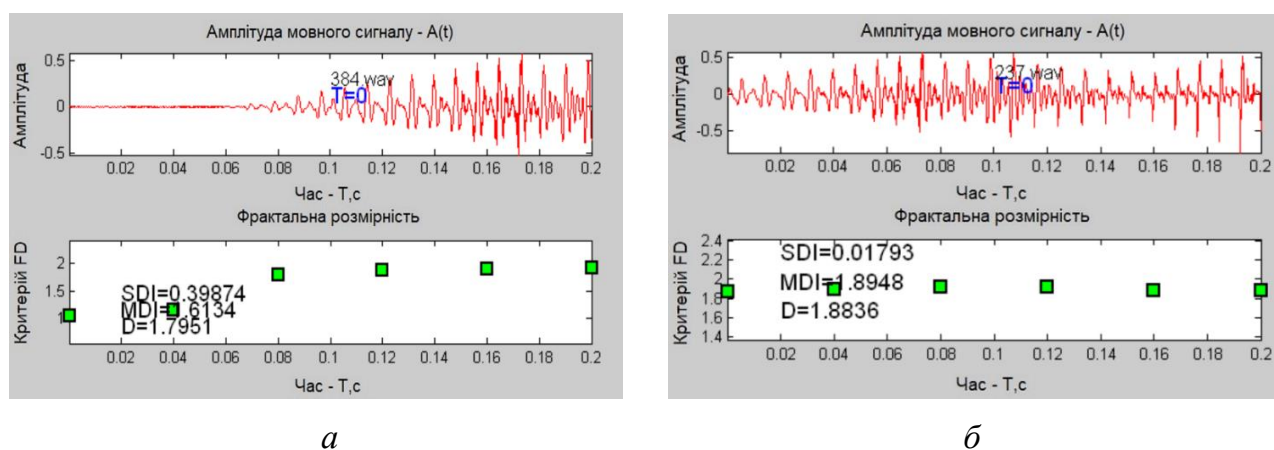 Амплітуда мовного сигналу - A(t)
Амплітуда
0.5
0
-0.5
384.wav
T=0
0.02 0.04 0.06 0.08 0.1 0.12 0.14 0.16 0.18 0.2
Час - Т,с
Фрактальна розмірність
Критерій FD
2
1.5
1
SDI=0.39874
MDI=1.6134
D=1.7951
0.02 0.04 0.06 0.08 0.1 0.12 0.14 0.16 0.18 0.2
Час - Т,с
а
Амплітуда мовного сигналу - A(t)
Амплітуда
0.5
0
-0.5
237.wav
T=0
0.02 0.04 0.06 0.08 0.1 0.12 0.14 0.16 0.18 0.2
Час - Т,с
Фрактальна розмірність
Критерій FD
2.4
2.2
2
1.8
1.6
1.4
SDI=0.01793
MDI=1.8948
D=1.8836
0.02 0.04 0.06 0.08 0.1 0.12 0.14 0.16 0.18 0.2
Час - Т,с
б